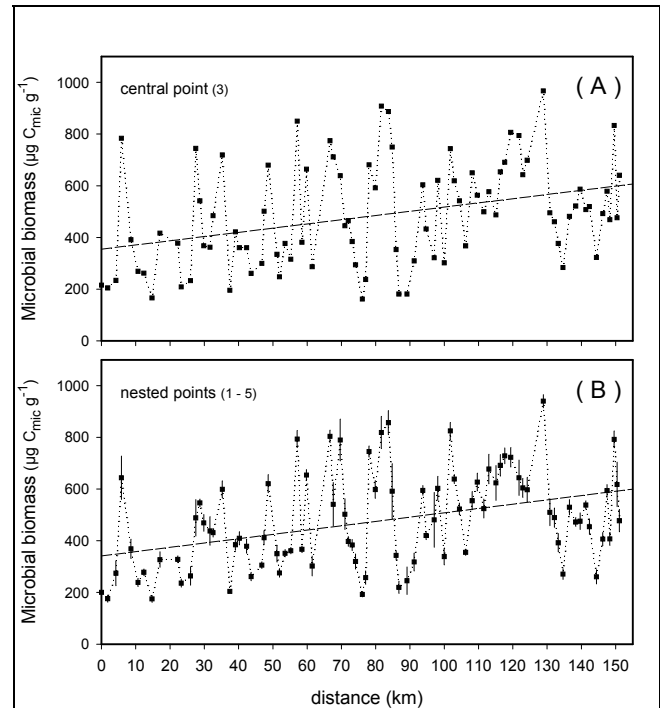 ( A )
central point (3)
Microbial biomass (µg Cmic g-1)
1000
800
600
400
200
0
( B )
nested points (1 - 5)
Microbial biomass (µg Cmic g-1)
1000
800
600
400
200
0
0 10 20 30 40 50 60 70 80 90 100 110 120 130 140 150
distance (km)